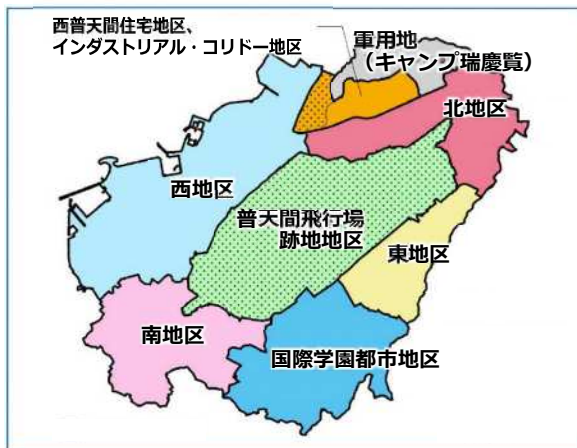 西普天間住宅地区、
インダストリアル・コリドー地区
軍用地
（キャンプ瑞慶覧）
北地区
西地区
普天間飛行場
跡地地区
東地区
南地区
国際学園都市地区